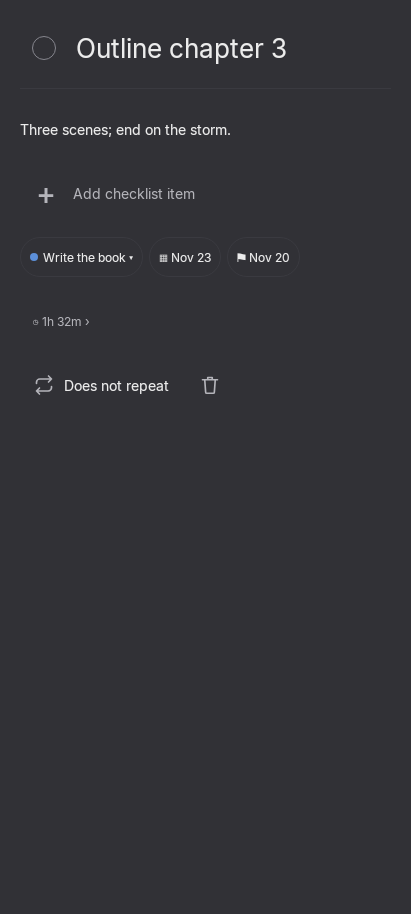 Outline chapter 3
Three scenes; end on the storm.
Add checklist item
Write the book Nov 23 Nov 20
1h 32m
Does not repeat